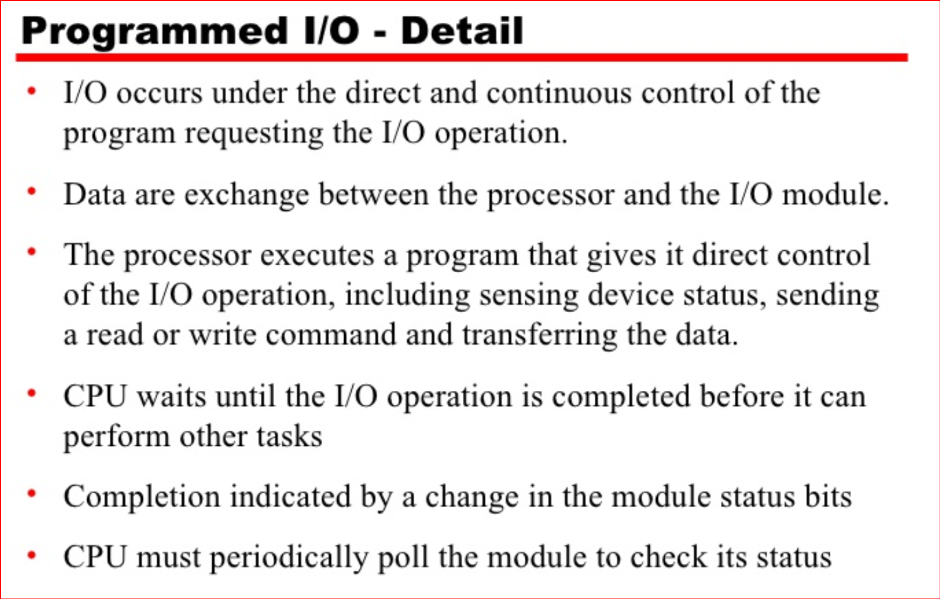 Programmed I/O - Detail
• I/O occurs under the direct and continuous control of the
program requesting the I/O operation.
• Data are exchange between the processor and the I/O module.
• The processor executes a program that gives it direct control
of the I/O operation, including sensing device status, sending
a read or write command and transferring the data.
• CPU waits until the I/O operation is completed before it can
perform other tasks
• Completion indicated by a change in the module status bits
• CPU must periodically poll the module to check its status